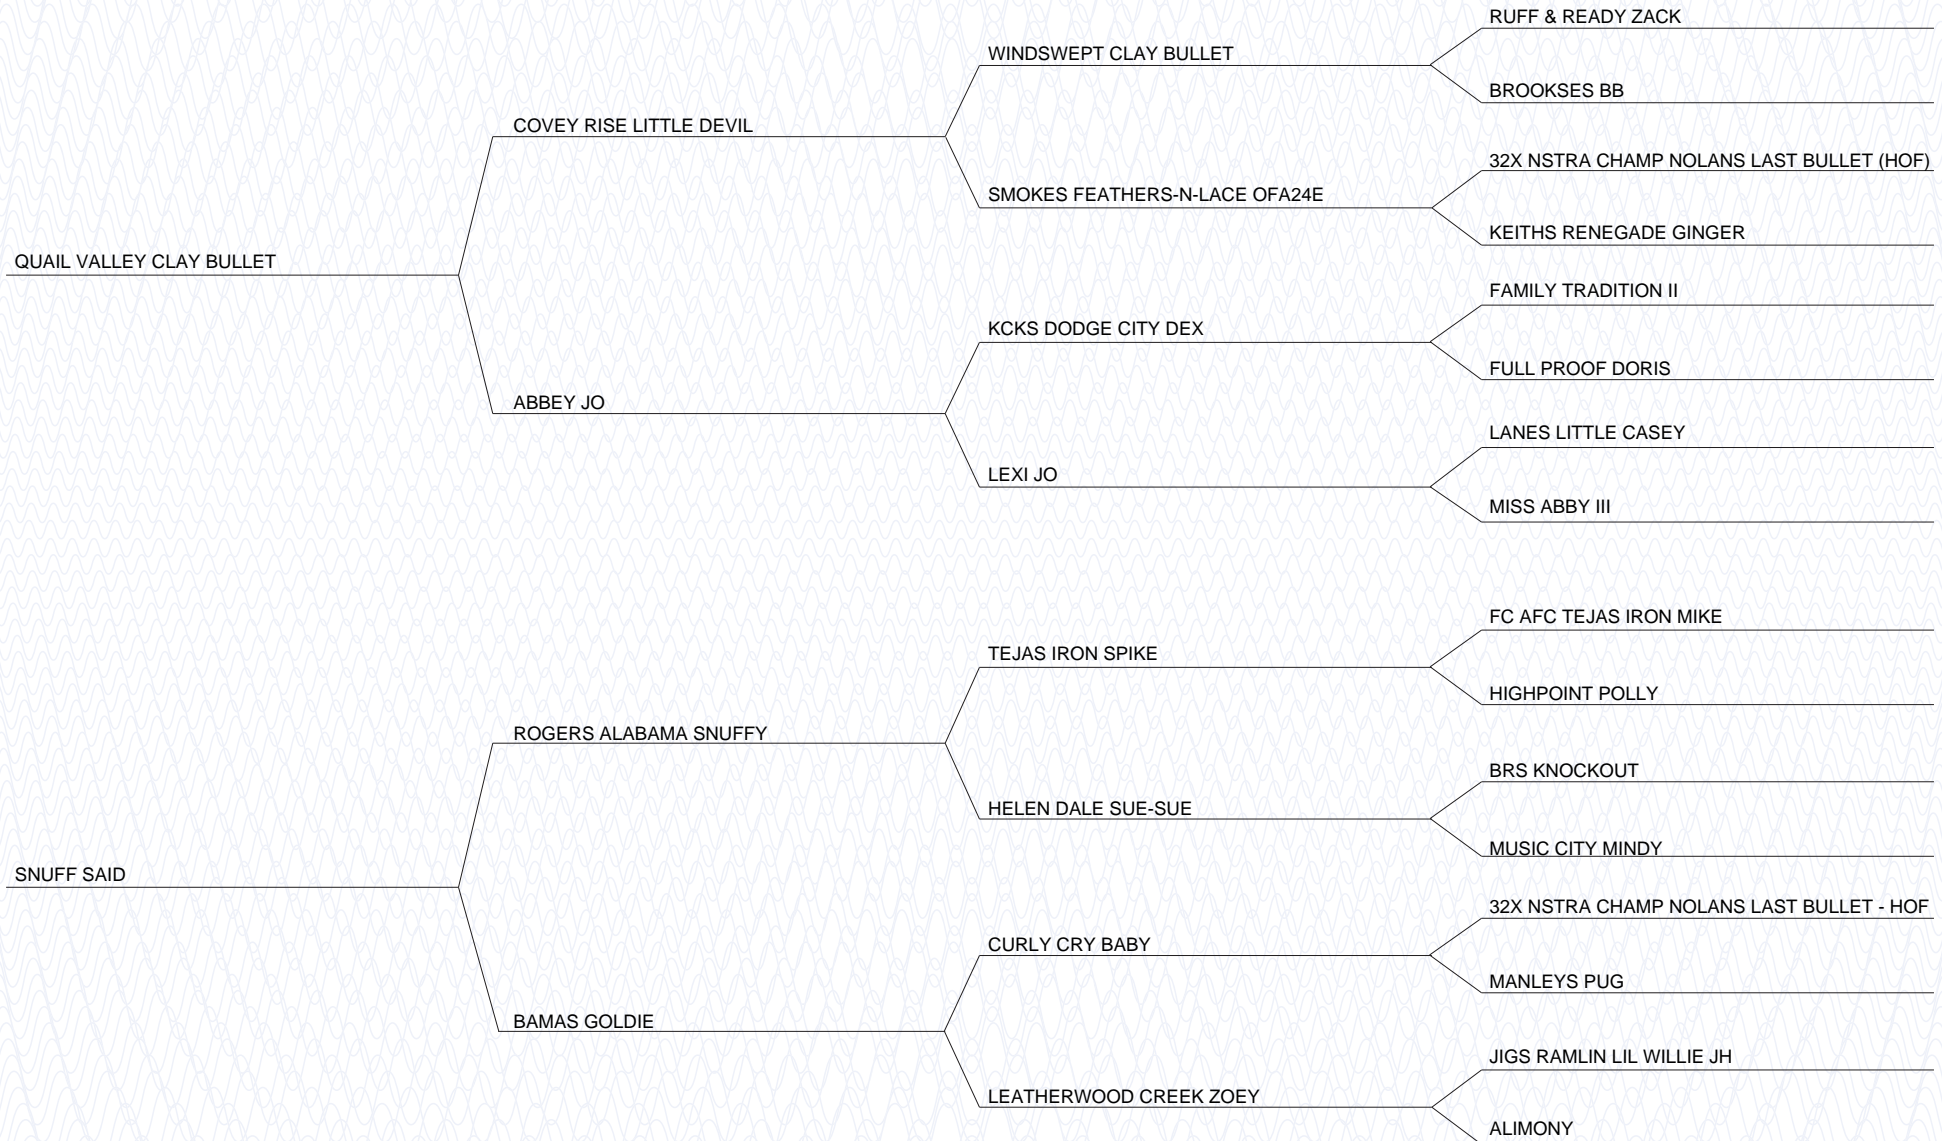 RUFF & READY ZACK
WINDSWEPT CLAY BULLET
BROOKSES BB
COVEY RISE LITTLE DEVIL
32X NSTRA CHAMP NOLANS LAST BULLET (HOF)
SMOKES FEATHERS-N-LACE OFA24E
KEITHS RENEGADE GINGER
QUAIL VALLEY CLAY BULLET
FAMILY TRADITION II
KCKS DODGE CITY DEX
FULL PROOF DORIS
ABBEY JO
LANES LITTLE CASEY
LEXI JO
MISS ABBY III
FC AFC TEJAS IRON MIKE
TEJAS IRON SPIKE
HIGHPOINT POLLY
ROGERS ALABAMA SNUFFY
BRS KNOCKOUT
HELEN DALE SUE-SUE
MUSIC CITY MINDY
SNUFF SAID
32X NSTRA CHAMP NOLANS LAST BULLET - HOF
CURLY CRY BABY
MANLEYS PUG
BAMAS GOLDIE
JIGS RAMLIN LIL WILLIE JH
LEATHERWOOD CREEK ZOEY
ALIMONY